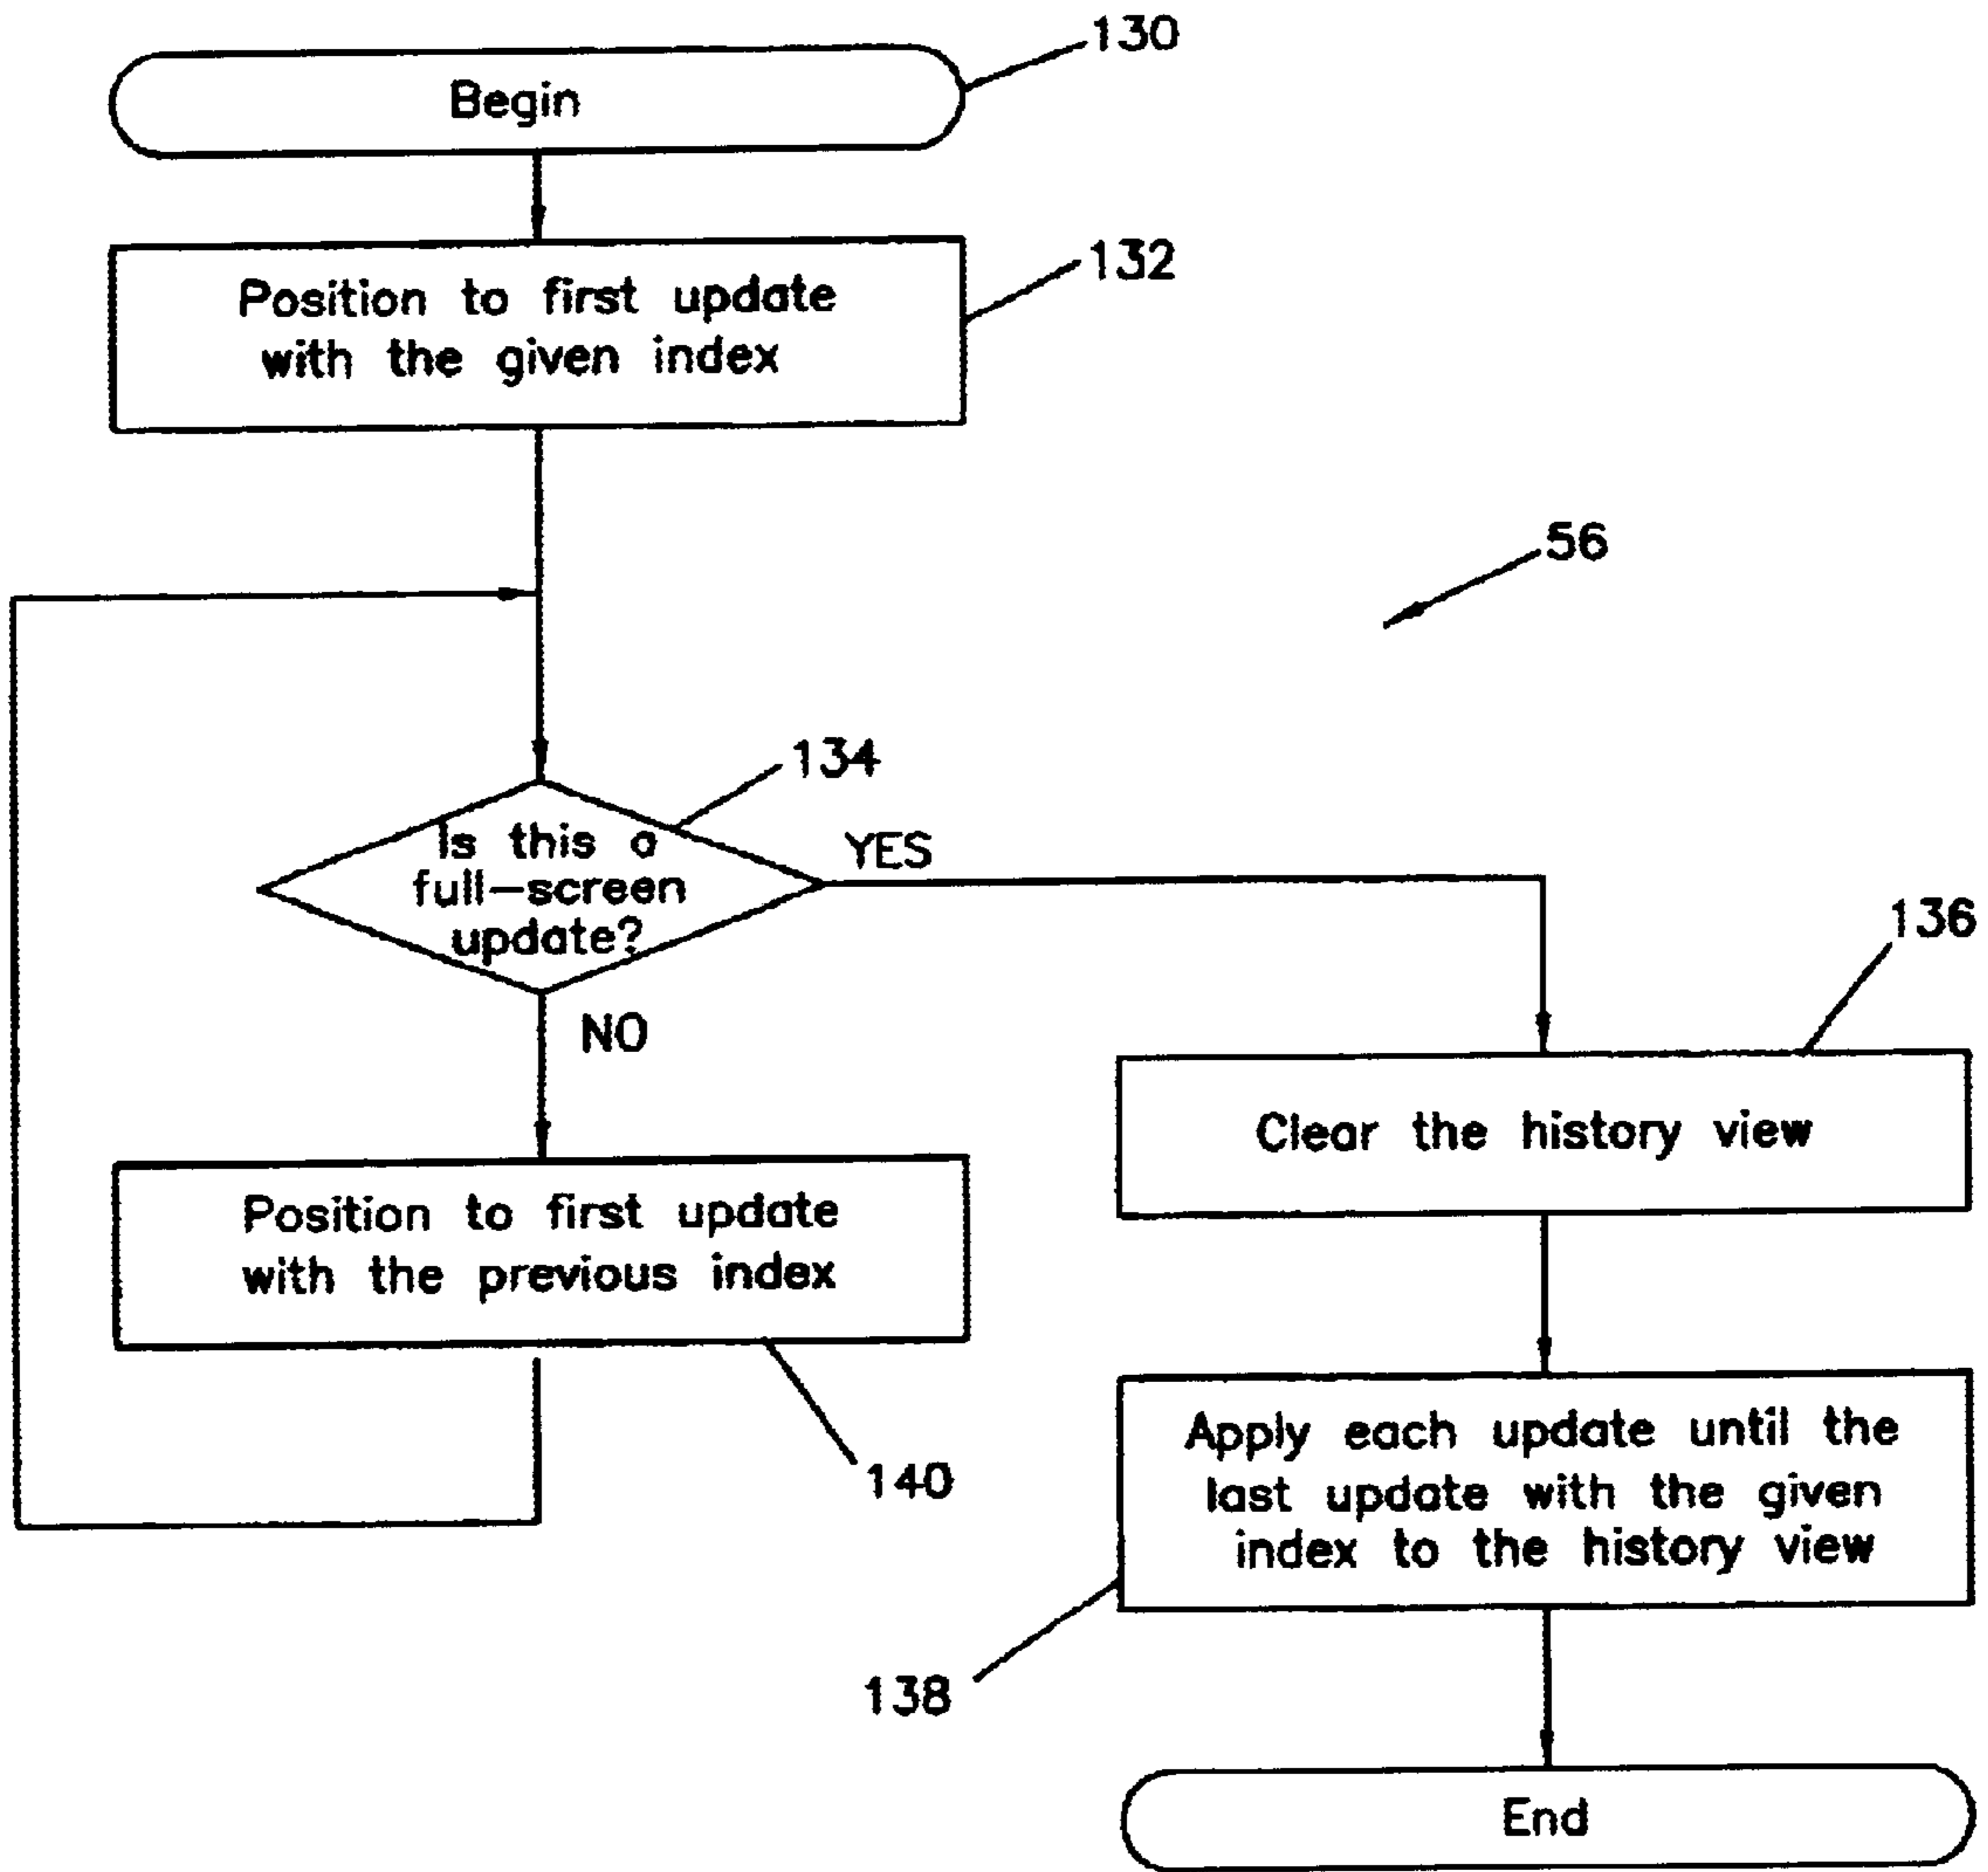 130
Begin
132
Position to first update
with the given index
56
134
Is this a
full-screen
update?
YES
NO
136
Clear the history view
Position to first update
with the previous index
140
Apply each update until the
last update with the given
index to the history view
138
End